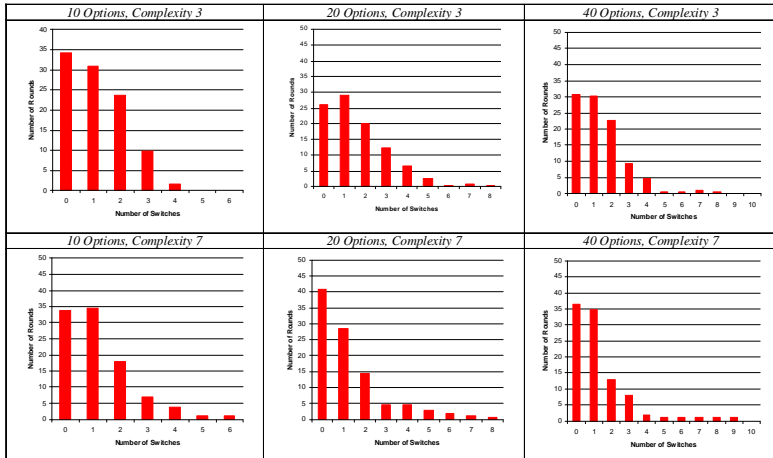 10 Options, Complexity 3
40
35
30
25
20
15
10
5
0
Number of Rounds
0 1 2 3 4 5 6
Number of Switches
20 Options, Complexity 3
50
45
40
35
30
25
20
15
10
5
0
Number of Rounds
0 1 2 3 4 5 6 7 8
Number of Switches
40 Options, Complexity 3
50
45
40
35
30
25
20
15
10
5
0
Number of Rounds
0 1 2 3 4 5 6 7 8 9 10
Number of Switches
10 Options, Complexity 7
50
45
40
35
30
25
20
15
10
5
0
Number of Rounds
0 1 2 3 4 5 6
Number of Switches
20 Options, Complexity 7
50
45
40
35
30
25
20
15
10
5
0
Number of Rounds
0 1 2 3 4 5 6 7 8
Number of Switches
40 Options, Complexity 7
50
45
40
35
30
25
20
15
10
5
0
Number of Rounds
0 1 2 3 4 5 6 7 8 9 10
Number of Switches